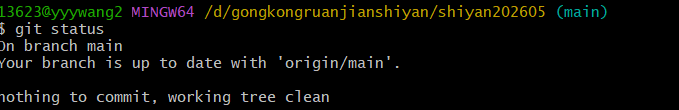 13623@yyywang2 MINGW64 /d/gongkongruanjianshiyan/shiyan202605 (main)
$ git status
On branch main
Your branch is up to date with 'origin/main'.
nothing to commit, working tree clean